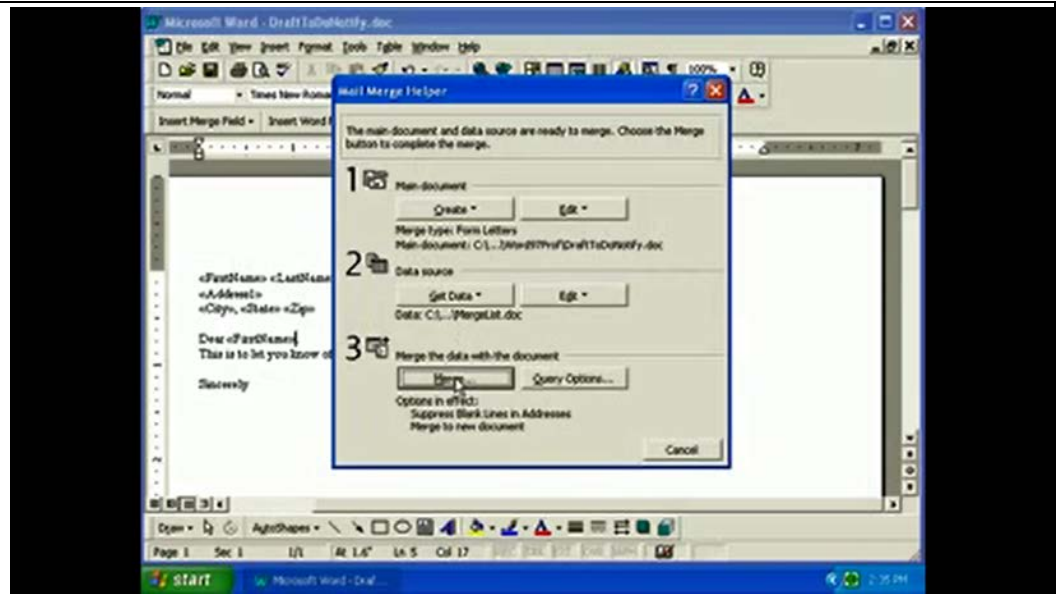 Microsoft Word - DraftToDoNotify.doc
File Edit View Insert Format Tools Table Window Help
100%
Normal Times New Roma
Insert Merge Field Insert Word
Mail Merge Helper
The main document and data source are ready to merge. Choose the Merge
button to complete the merge.
1 Main document
Create Edit
Merge type: Form Letters
Main document: C:\...\Word97Prof\DraftToDoNotify.doc
2 Data source
Get Data Edit
Data: C:\...\MergeList.doc
3 Merge the data with the document
Merge... Query Options...
Options in effect:
Suppress Blank Lines in Addresses
Merge to new document
Cancel
«FirstName» «LastName
«Address1»
«City», «State» «Zip»
Dear «FirstName»,
This is to let you know of
Sincerely
Draw AutoShapes
Page 1 Sec 1 1/1 At 1.6" Ln 5 Col 17
start Microsoft Word - Draf... 2:35 PM